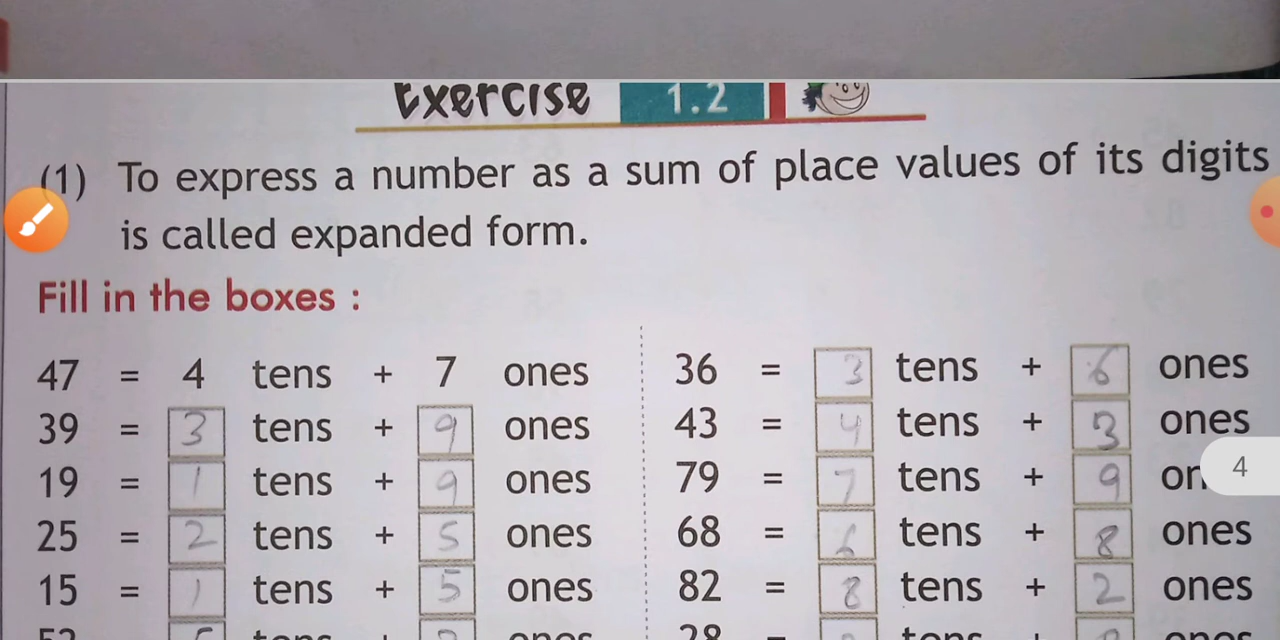 Exercise 1.2
(1) To express a number as a sum of place values of its digits
is called expanded form.
Fill in the boxes :
47 = 4 tens + 7 ones
39 = 3 tens + 9 ones
19 = 1 tens + 9 ones
25 = 2 tens + 5 ones
15 = 1 tens + 5 ones
36 = 3 tens + 6 ones
43 = 4 tens + 3 ones
79 = 7 tens + 9
68 = 6 tens + 8 ones
82 = 8 tens + 2 ones
4